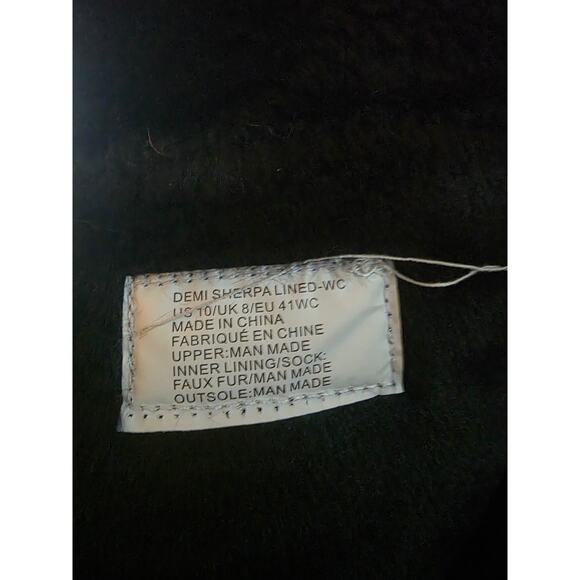 DEMI SHERPA LINED-WC
US 10/UK 8/EU 41WC
MADE IN CHINA
FABRIQUÉ EN CHINE
UPPER:MAN MADE
INNER LINING/SOCK:
FAUX FUR/MAN MADE
OUTSOLE:MAN MADE